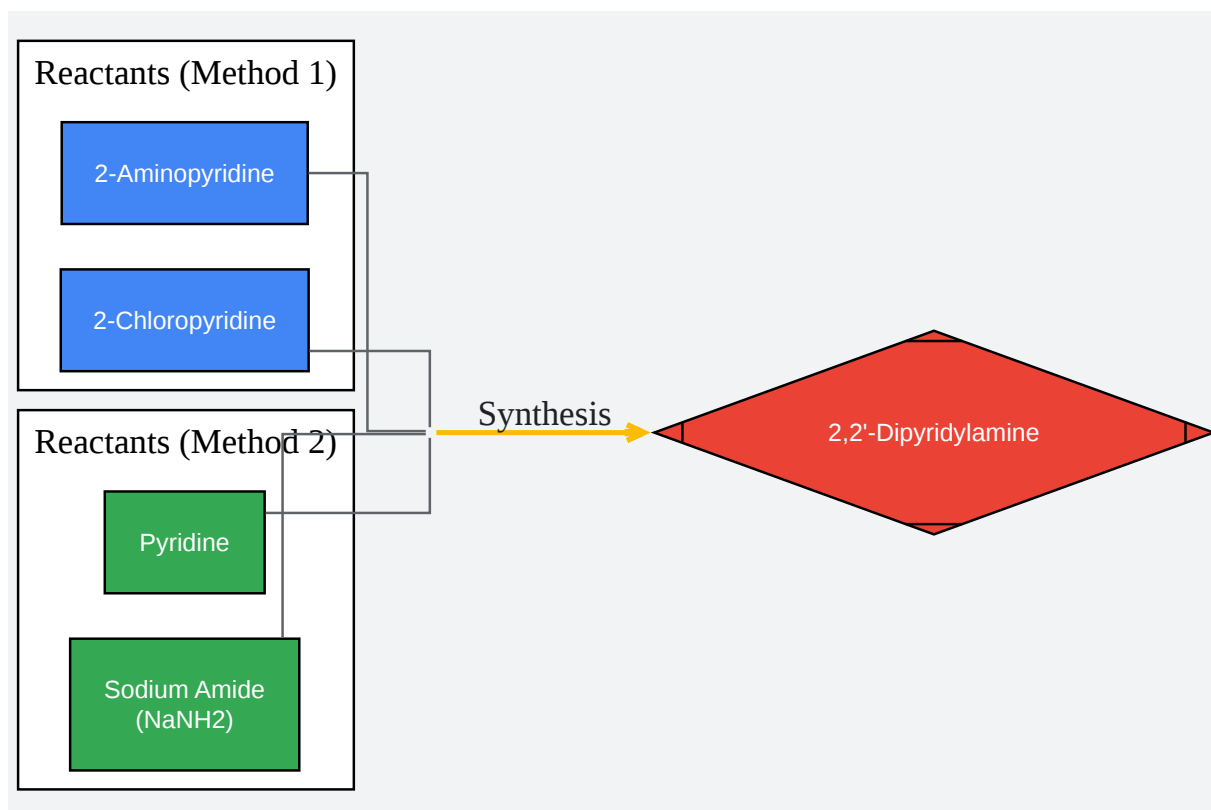 Reactants (Method 1)
2-Aminopyridine
2-Chloropyridine
Reactants (Method 2)
Pyridine
Sodium Amide
(NaNH2)
Synthesis
2,2'-Dipyridylamine